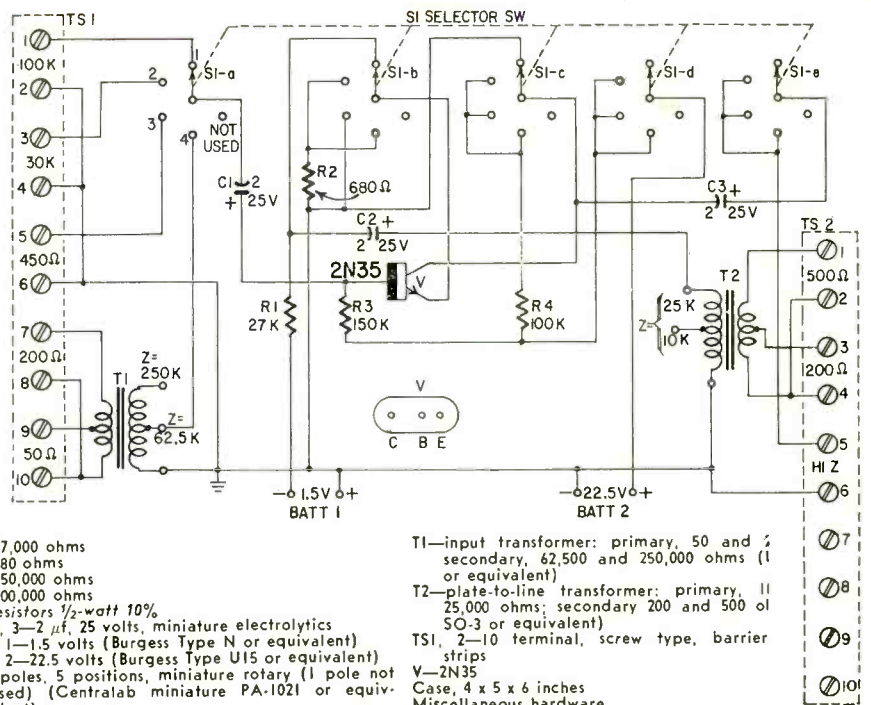 S1 SELECTOR SW
TS 1
1
100K
2
3
30K
4
5
450Ω
6
7
200Ω
8
9
50Ω
10
1
2
3
4
S1-a
NOT
USED
S1-b
S1-c
S1-d
S1-e
C1 2
+ 25V
R2
680Ω
C2 +
2 25V
C3 +
2 25V
2N35
V
R1
27K
R3
150K
R4
100K
T1
Z=
250K
Z=
62.5K
V
C B E
Z=
25K
10K
T2
TS 2
1
500Ω
2
3
200Ω
4
5
HI Z
6
7
8
9
10
− 1.5V +
BATT 1
− 22.5V +
BATT 2
7,000 ohms
80 ohms
50,000 ohms
00,000 ohms
esistors 1/2-watt 10%
, 3—2 μf, 25 volts, miniature electrolytics
1—1.5 volts (Burgess Type N or equivalent)
2—22.5 volts (Burgess Type U15 or equivalent)
poles, 5 positions, miniature rotary (1 pole not
sed) (Centralab miniature PA-1021 or equiv-
T1—input transformer: primary, 50 and
secondary, 62,500 and 250,000 ohms (
or equivalent)
T2—plate-to-line transformer: primary,
25,000 ohms; secondary 200 and 500 o
SO-3 or equivalent)
TS1, 2—10 terminal, screw type, barrier
strips
V—2N35
Case, 4 x 5 x 6 inches
Miscellaneous hardware